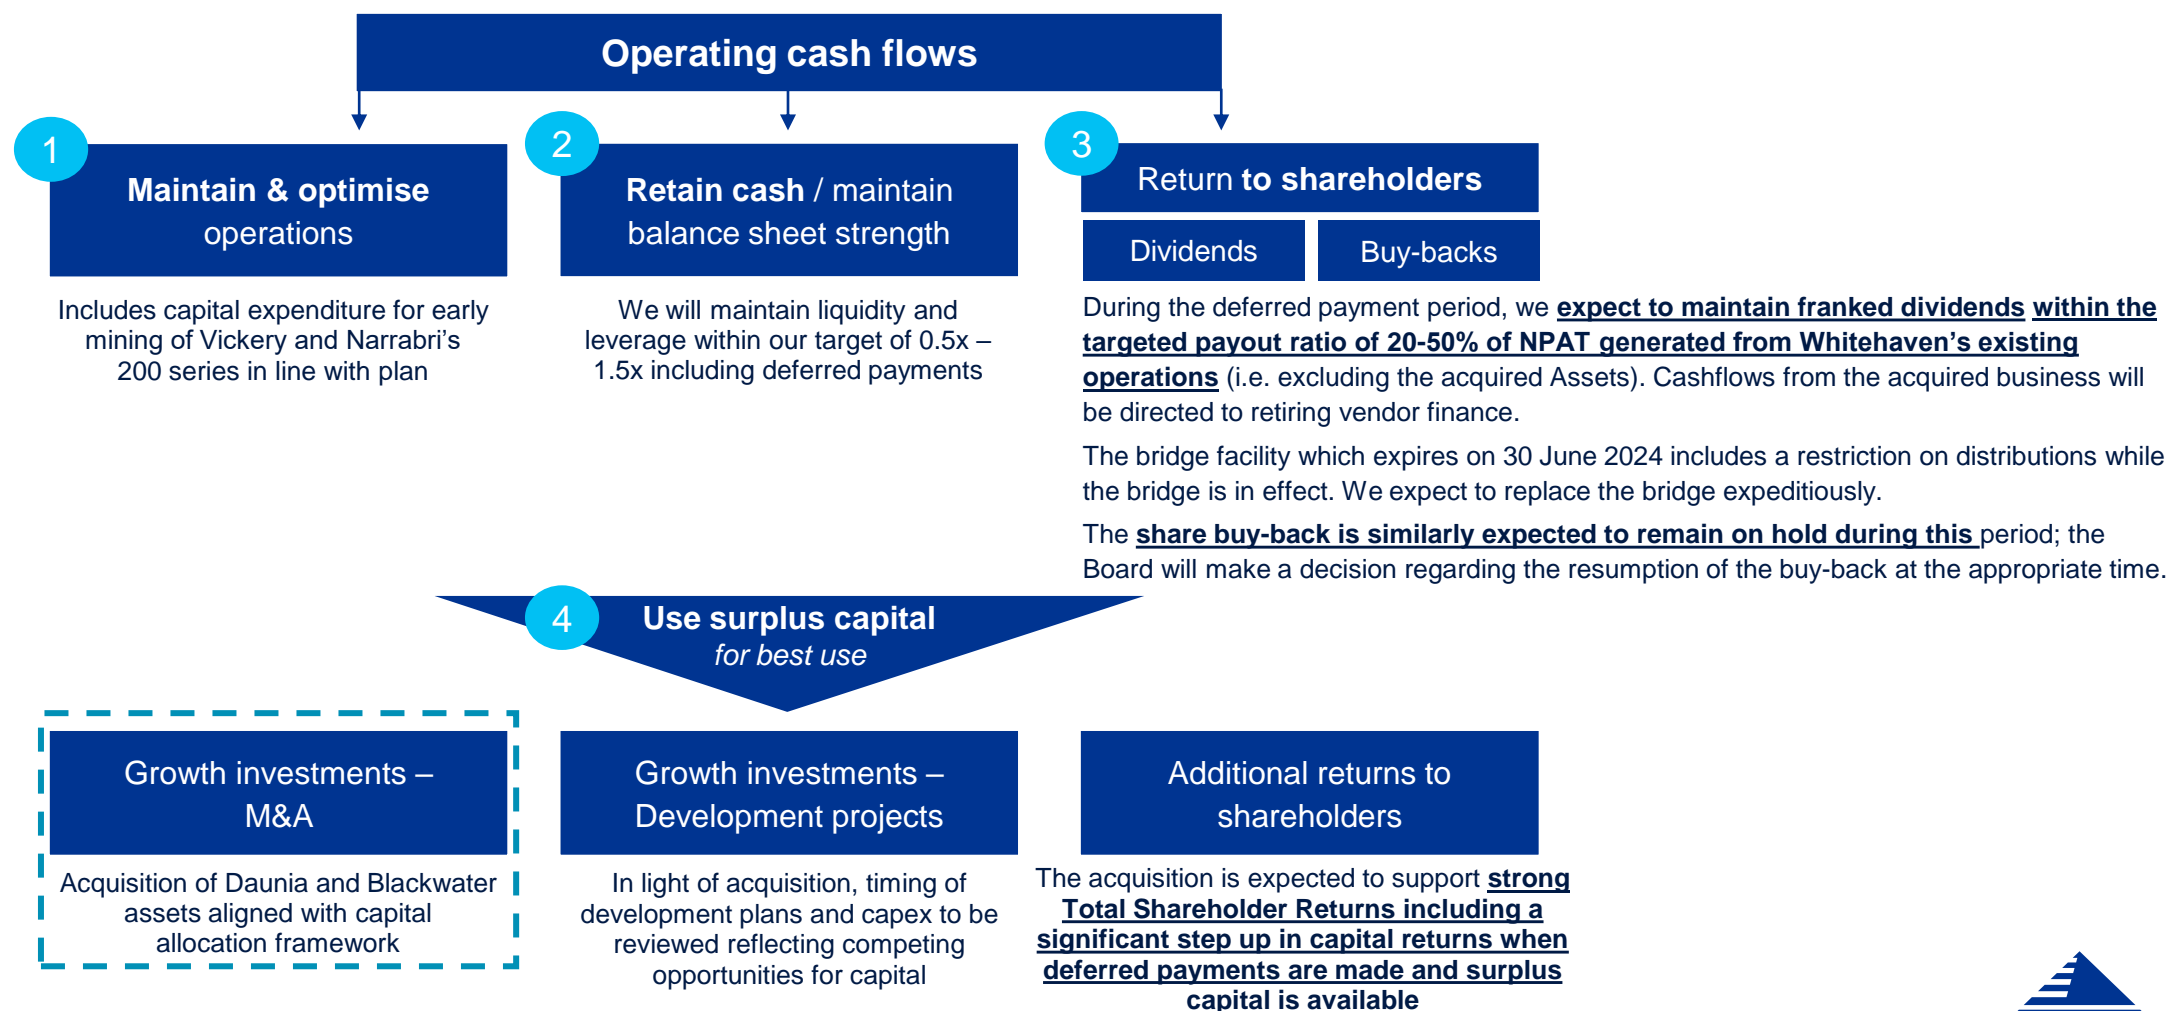 Operating cash flows
1
Maintain & optimise
operations
Includes capital expenditure for early
mining of Vickery and Narrabri’s
200 series in line with plan
2
Retain cash / maintain
balance sheet strength
We will maintain liquidity and
leverage within our target of 0.5x –
1.5x including deferred payments
3
Return to shareholders
Dividends
Buy-backs
During the deferred payment period, we expect to maintain franked dividends within the
targeted payout ratio of 20-50% of NPAT generated from Whitehaven’s existing
operations (i.e. excluding the acquired Assets). Cashflows from the acquired business will
be directed to retiring vendor finance.
The bridge facility which expires on 30 June 2024 includes a restriction on distributions while
the bridge is in effect. We expect to replace the bridge expeditiously.
The share buy-back is similarly expected to remain on hold during this period; the
Board will make a decision regarding the resumption of the buy-back at the appropriate time.
4
Use surplus capital
for best use
Growth investments –
M&A
Acquisition of Daunia and Blackwater
assets aligned with capital
allocation framework
Growth investments –
Development projects
In light of acquisition, timing of
development plans and capex to be
reviewed reflecting competing
opportunities for capital
Additional returns to
shareholders
The acquisition is expected to support strong
Total Shareholder Returns including a
significant step up in capital returns when
deferred payments are made and surplus
capital is available